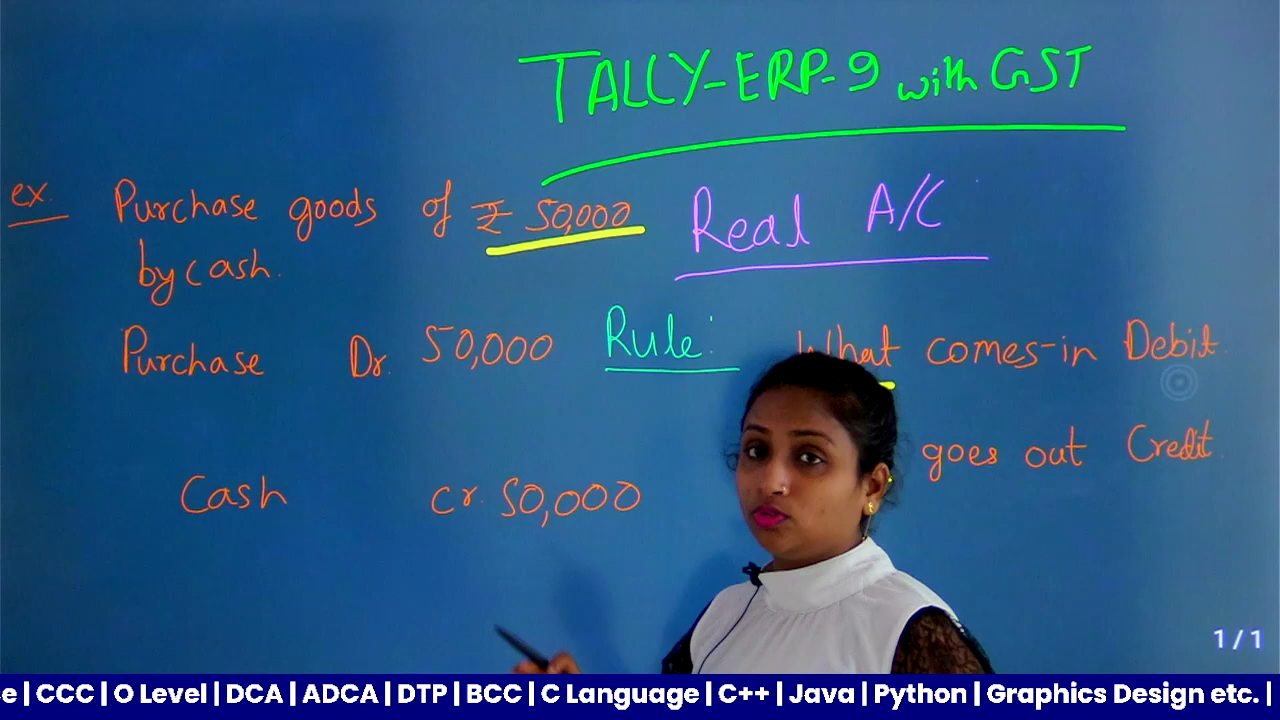 TALLY-ERP-9 with GST
ex. Purchase goods of ₹ 50,000
by cash.
Real A/C
Purchase Dr. 50,000
Rule: What comes-in Debit
goes out Credit
Cash Cr. 50,000
1/1
| CCC | O Level | DCA | ADCA | DTP | BCC | C Language | C++ | Java | Python | Graphics Design etc. |